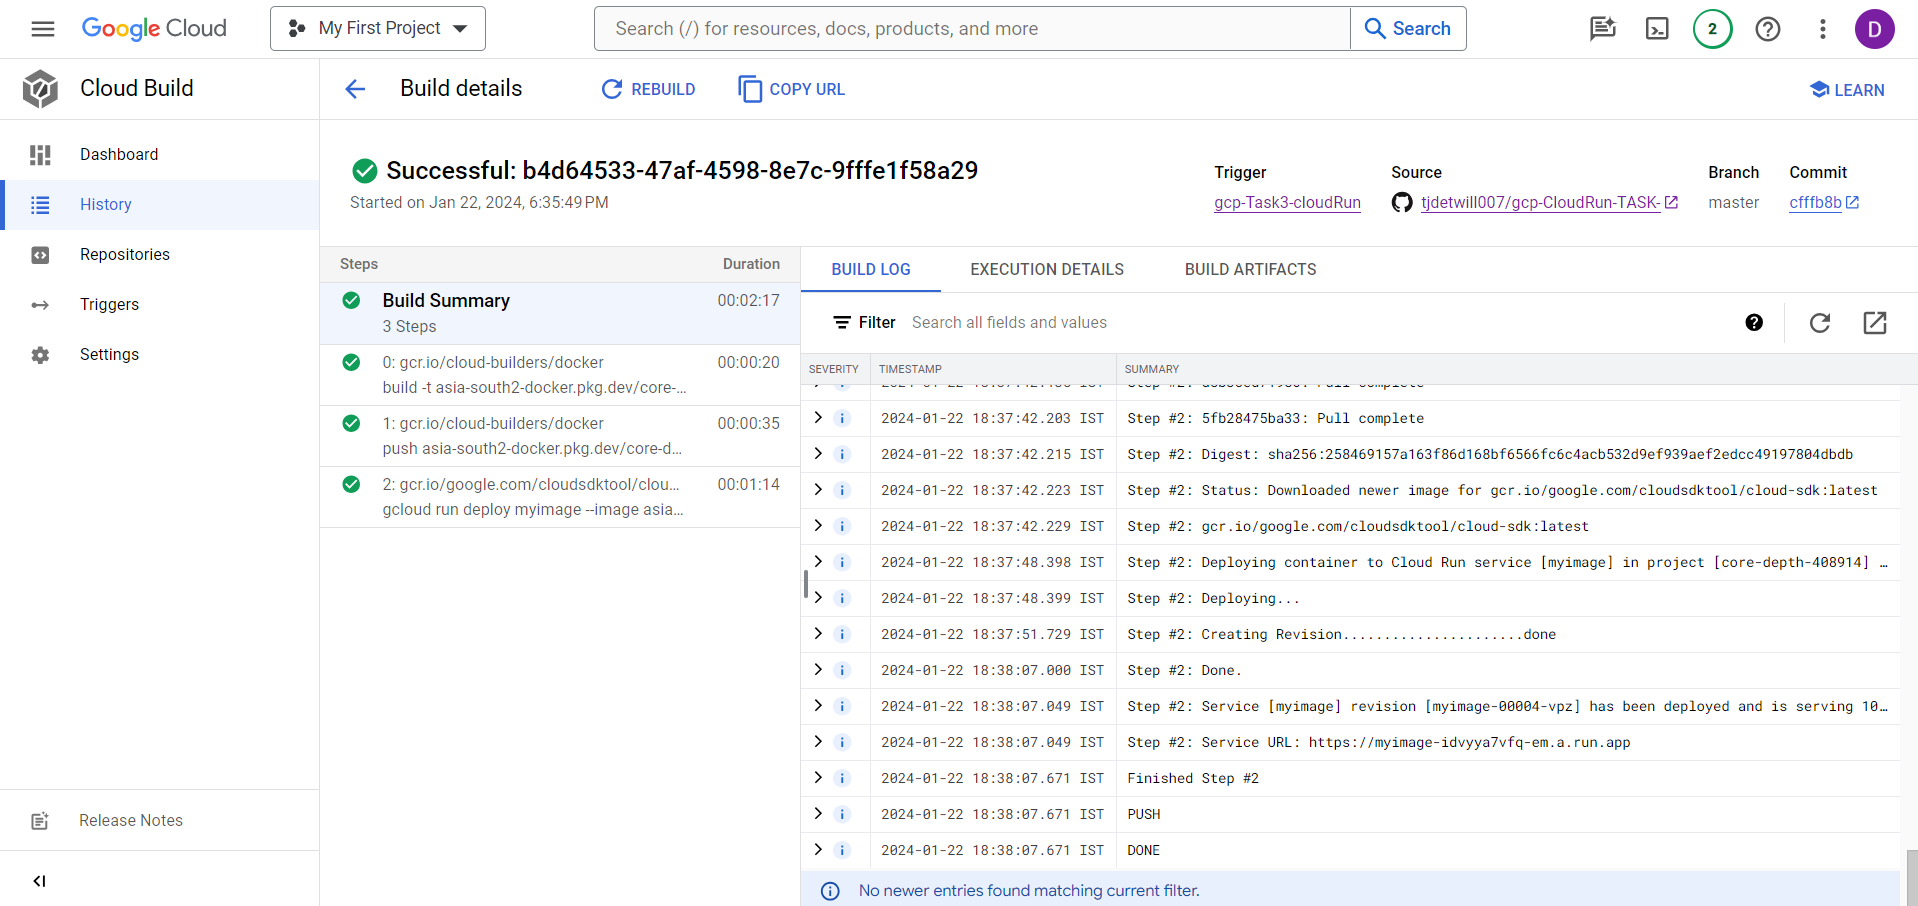 Google Cloud
My First Project
Search (/) for resources, docs, products, and more
Search
2
D
Cloud Build
Build details
REBUILD
COPY URL
LEARN
Dashboard
History
Repositories
Triggers
Settings
Release Notes
Successful: b4d64533-47af-4598-8e7c-9fffe1f58a29
Started on Jan 22, 2024, 6:35:49 PM
Trigger
gcp-Task3-cloudRun
Source
tjdetwill007/gcp-CloudRun-TASK-
Branch
master
Commit
cfffb8b
Steps Duration
Build Summary 00:02:17
3 Steps
0: gcr.io/cloud-builders/docker 00:00:20
build -t asia-south2-docker.pkg.dev/core-...
1: gcr.io/cloud-builders/docker 00:00:35
push asia-south2-docker.pkg.dev/core-d...
2: gcr.io/google.com/cloudsdktool/clou... 00:01:14
gcloud run deploy myimage --image asia...
BUILD LOG EXECUTION DETAILS BUILD ARTIFACTS
Filter Search all fields and values
SEVERITY TIMESTAMP SUMMARY
2024-01-22 18:37:42.203 IST Step #2: 5fb28475ba33: Pull complete
2024-01-22 18:37:42.215 IST Step #2: Digest: sha256:258469157a163f86d168bf6566fc6c4acb532d9ef939aef2edcc49197804dbdb
2024-01-22 18:37:42.223 IST Step #2: Status: Downloaded newer image for gcr.io/google.com/cloudsdktool/cloud-sdk:latest
2024-01-22 18:37:42.229 IST Step #2: gcr.io/google.com/cloudsdktool/cloud-sdk:latest
2024-01-22 18:37:48.398 IST Step #2: Deploying container to Cloud Run service [myimage] in project [core-depth-408914] …
2024-01-22 18:37:48.399 IST Step #2: Deploying...
2024-01-22 18:37:51.729 IST Step #2: Creating Revision......................done
2024-01-22 18:38:07.000 IST Step #2: Done.
2024-01-22 18:38:07.049 IST Step #2: Service [myimage] revision [myimage-00004-vpz] has been deployed and is serving 10…
2024-01-22 18:38:07.049 IST Step #2: Service URL: https://myimage-idvyya7vfq-em.a.run.app
2024-01-22 18:38:07.671 IST Finished Step #2
2024-01-22 18:38:07.671 IST PUSH
2024-01-22 18:38:07.671 IST DONE
No newer entries found matching current filter.